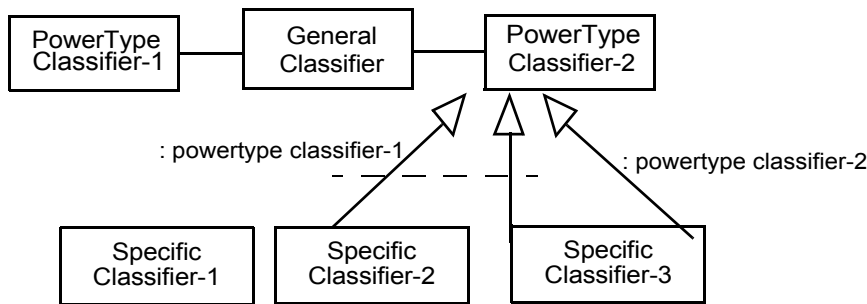 PowerType
Classifier-1
General
Classifier
PowerType
Classifier-2
: powertype classifier-1
: powertype classifier-2
Specific
Classifier-1
Specific
Classifier-2
Specific
Classifier-3